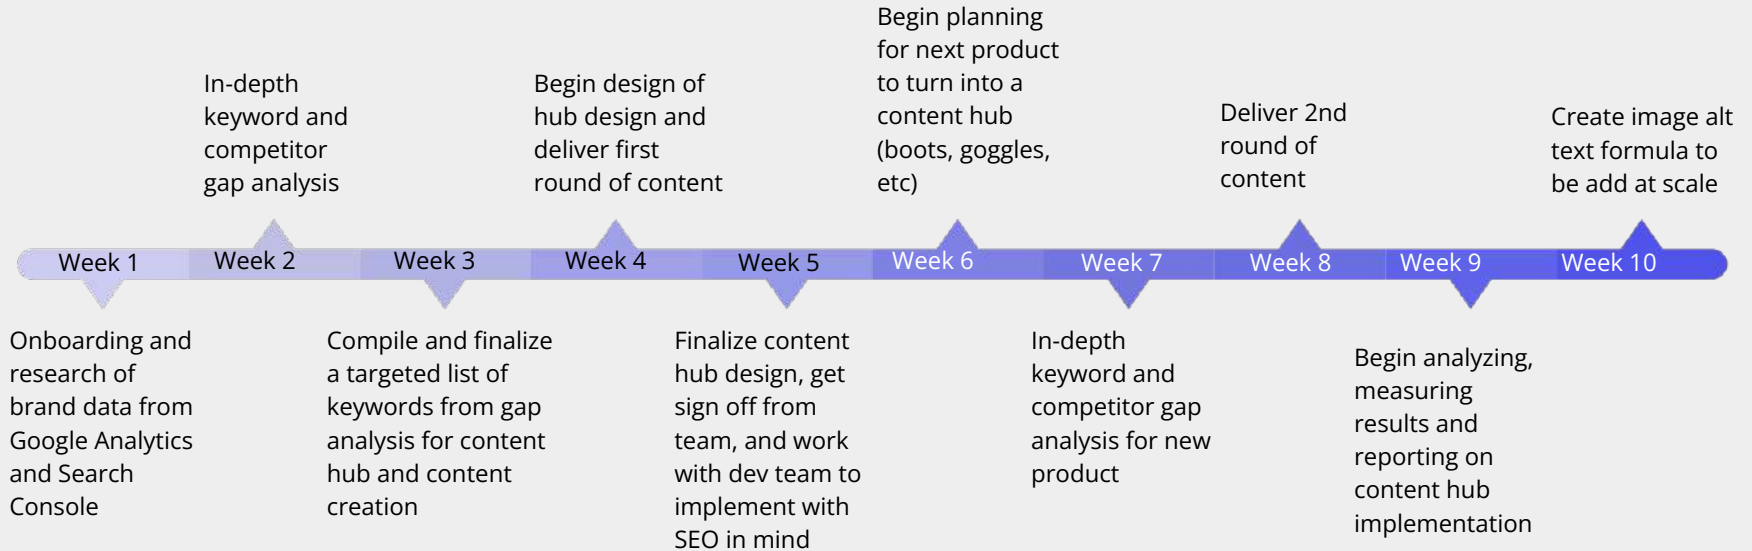 Begin planning
for next product
to turn into a
content hub
(boots, goggles,
etc)
In-depth
keyword and
competitor
gap analysis
Begin design of
hub design and
deliver first
round of content
Deliver 2nd
round of
content
Create image alt
text formula to
be add at scale
Week 1
Week 2
Week 3
Week 4
Week 5
Week 6
Week 7
Week 8
Week 9
Week 10
Onboarding and
research of
brand data from
Google Analytics
and Search
Console
Compile and finalize
a targeted list of
keywords from gap
analysis for content
hub and content
creation
Finalize content
hub design, get
sign off from
team, and work
with dev team to
implement with
SEO in mind
In-depth
keyword and
competitor gap
analysis for new
product
Begin analyzing,
measuring
results and
reporting on
content hub
implementation